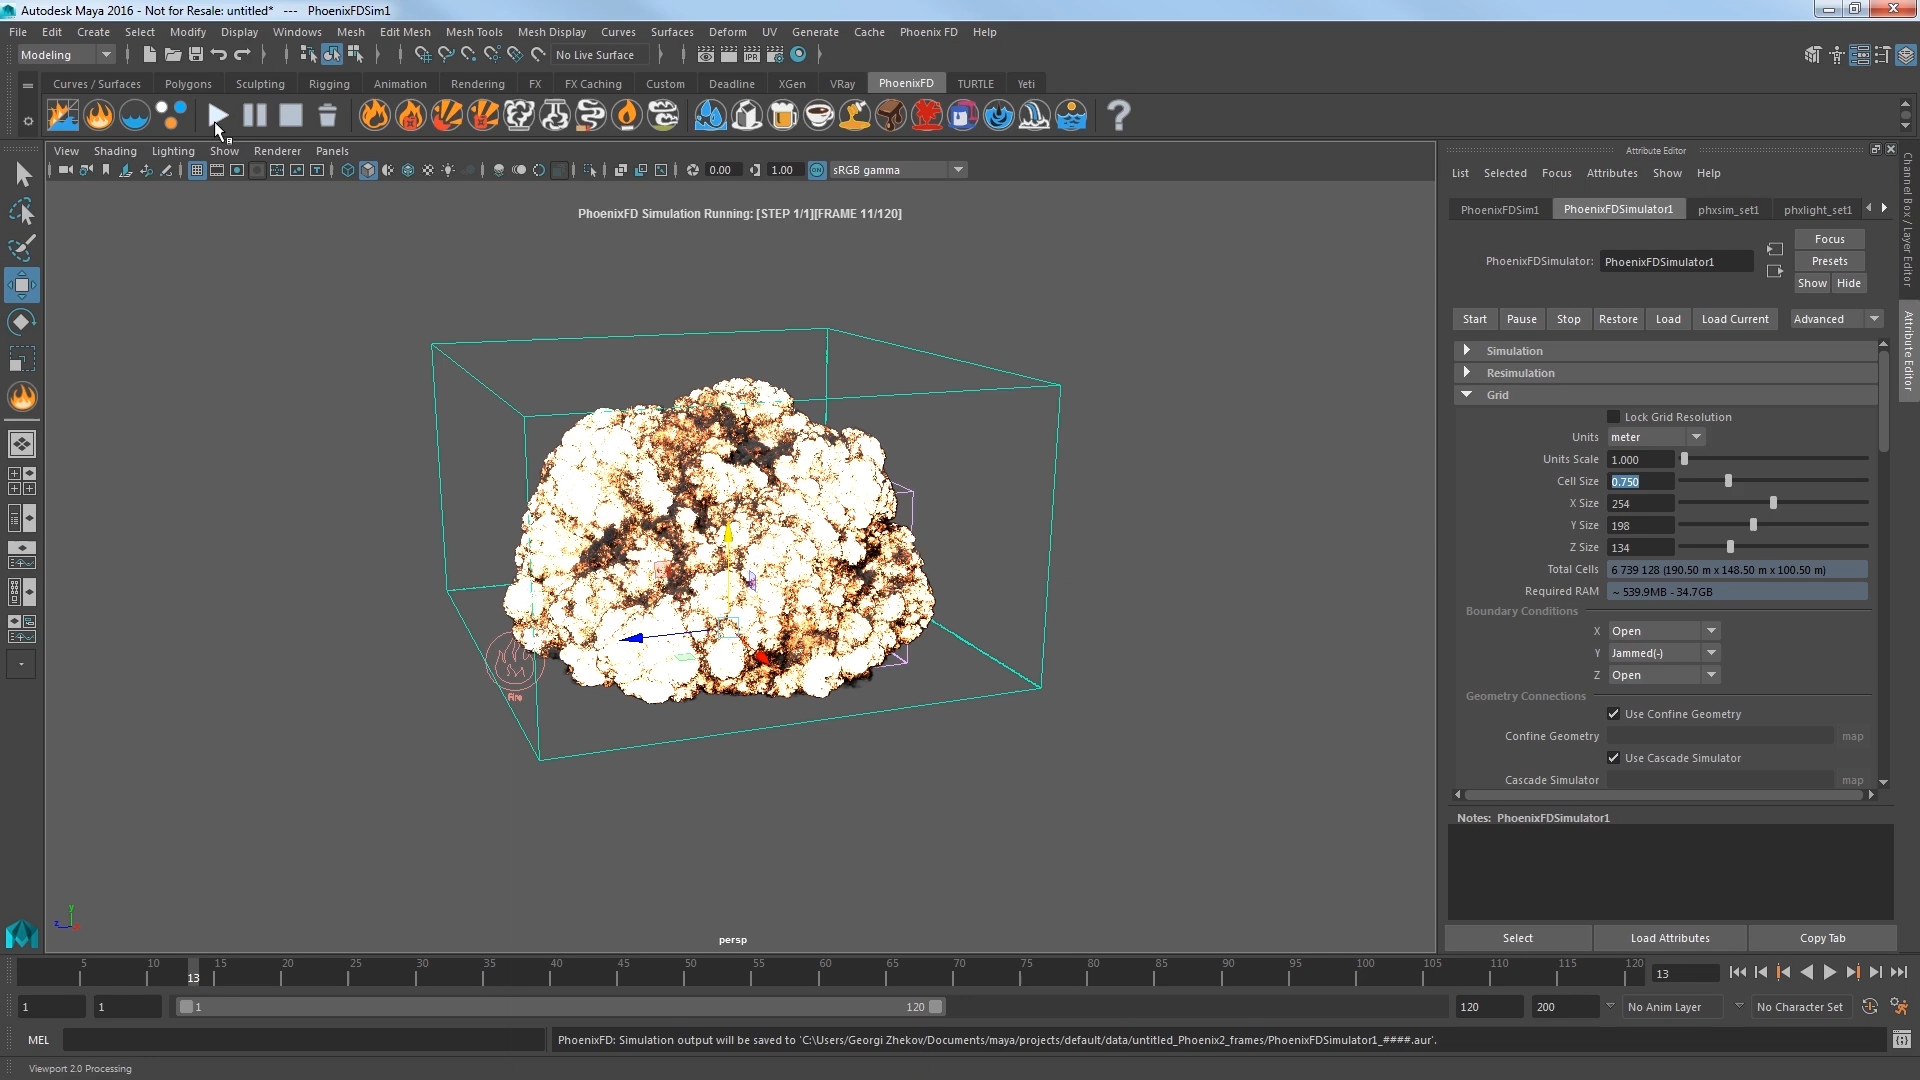 Autodesk Maya 2016 - Not for Resale: untitled*   ---   PhoenixFDSim1
File Edit Create Select Modify Display Windows Mesh Edit Mesh Mesh Tools Mesh Display Curves Surfaces Deform UV Generate Cache Phoenix FD Help
Modeling No Live Surface
Curves / Surfaces Polygons Sculpting Rigging Animation Rendering FX FX Caching Custom Deadline XGen VRay PhoenixFD TURTLE Yeti
View Shading Lighting Show Renderer Panels
0.00 1.00 sRGB gamma
PhoenixFD Simulation Running: [STEP 1/1][FRAME 11/120]
Fire
persp
y
z
Attribute Editor
List Selected Focus Attributes Show Help
PhoenixFDSim1 PhoenixFDSimulator1 phxsim_set1 phxlight_set1
Focus
PhoenixFDSimulator: PhoenixFDSimulator1 Presets
Show Hide
Start Pause Stop Restore Load Load Current Advanced
Simulation
Resimulation
Grid
Lock Grid Resolution
Units meter
Units Scale 1.000
Cell Size 0.750
X Size 254
Y Size 198
Z Size 134
Total Cells 6 739 128 (190.50 m x 148.50 m x 100.50 m)
Required RAM ~ 539.9MB - 34.7GB
Boundary Conditions
X Open
Y Jammed(-)
Z Open
Geometry Connections
Use Confine Geometry
Confine Geometry map
Use Cascade Simulator
Cascade Simulator map
Notes: PhoenixFDSimulator1
Select Load Attributes Copy Tab
Channel Box / Layer Editor
Attribute Editor
5 10 15 20 25 30 35 40 45 50 55 60 65 70 75 80 85 90 95 100 105 110 115 120
13 13
1 1 1 120 120 200 No Anim Layer No Character Set
MEL PhoenixFD: Simulation output will be saved to 'C:\Users/Georgi Zhekov/Documents/maya/projects/default/data/untitled_Phoenix2_frames/PhoenixFDSimulator1_####.aur'.
Viewport 2.0 Processing